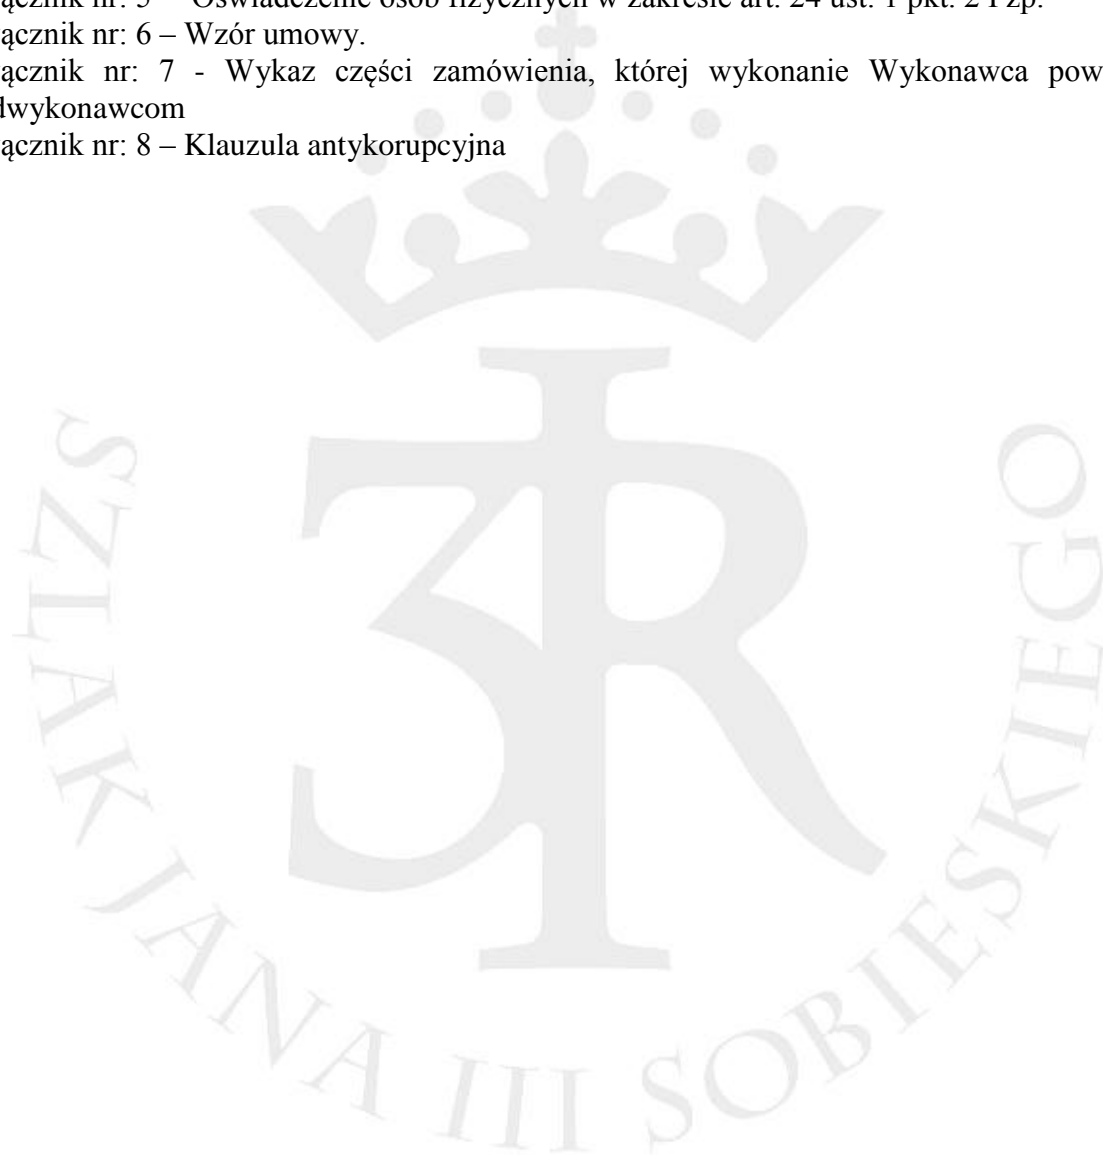 ącznik nr: 5 – Oświadczenie osób fizycznych w zakresie art. 24 ust. 1 pkt. 2 Pzp.
ącznik nr: 6 – Wzór umowy.
ącznik nr: 7 - Wykaz części zamówienia, której wykonanie Wykonawca pow
dwykonawcom
ącznik nr: 8 – Klauzula antykorupcyjna
3R
SZLAK JANA III SOBIESKIEGO